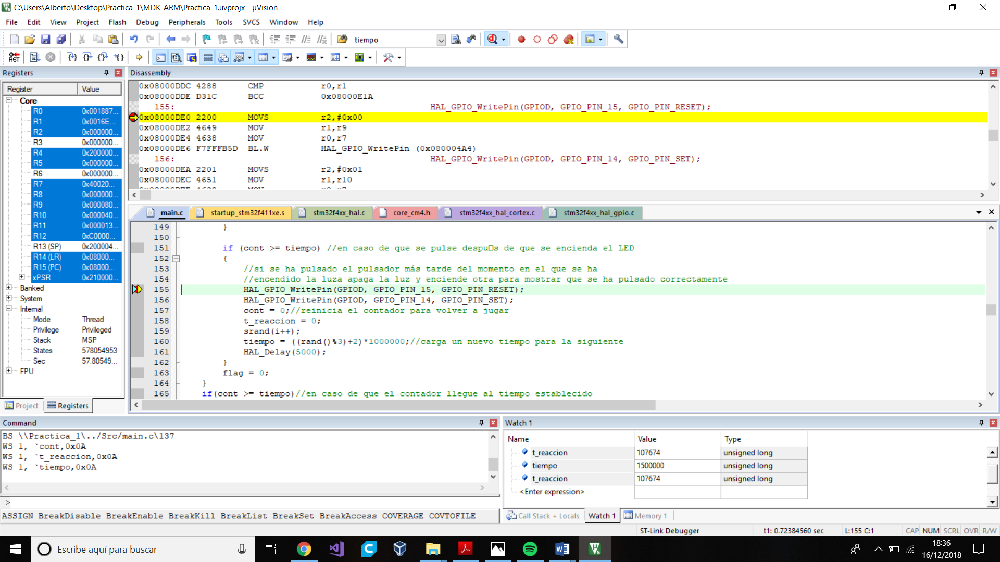 C:\Users\Alberto\Desktop\Practica_1\MDK-ARM\Practica_1.uvprojx - µVision
File Edit View Project Flash Debug Peripherals Tools SVCS Window Help
tiempo
Registers
Register Value
Core
R0 0x001887...
R1 0x0016E...
R2 0x000000...
R3 0x000000...
R4 0x200000...
R5 0x000000...
R6 0x000000...
R7 0x40020...
R8 0x000000...
R9 0x000080...
R10 0x000040...
R11 0x000013...
R12 0xC0000...
R13 (SP) 0x200004...
R14 (LR) 0x08000...
R15 (PC) 0x08000...
xPSR 0x210000...
Banked
System
Internal
Mode Thread
Privilege Privileged
Stack MSP
States 578054953
Sec 57.80549...
FPU
Project Registers
Disassembly
0x08000DDC 4288 CMP r0,r1
0x08000DDE D31C BCC 0x08000E1A
155: HAL_GPIO_WritePin(GPIOD, GPIO_PIN_15, GPIO_PIN_RESET);
0x08000DE0 2200 MOVS r2,#0x00
0x08000DE2 4649 MOV r1,r9
0x08000DE4 4638 MOV r0,r7
0x08000DE6 F7FFFB5D BL.W HAL_GPIO_WritePin (0x080004A4)
156: HAL_GPIO_WritePin(GPIOD, GPIO_PIN_14, GPIO_PIN_SET);
0x08000DEA 2201 MOVS r2,#0x01
0x08000DEC 4651 MOV r1,r10
main.c startup_stm32f411xe.s stm32f4xx_hal.c core_cm4.h stm32f4xx_hal_cortex.c stm32f4xx_hal_gpio.c
149 }
150
151 if (cont >= tiempo) //en caso de que se pulse despu□s de que se encienda el LED
152 {
153 //si se ha pulsado el pulsador más tarde del momento en el que se ha
154 //encendido la luza apaga la luz y enciende otra para mostrar que se ha pulsado correctamente
155 HAL_GPIO_WritePin(GPIOD, GPIO_PIN_15, GPIO_PIN_RESET);
156 HAL_GPIO_WritePin(GPIOD, GPIO_PIN_14, GPIO_PIN_SET);
157 cont = 0;//reinicia el contador para volver a jugar
158 t_reaccion = 0;
159 srand(i++);
160 tiempo = ((rand()%3)+2)*1000000;//carga un nuevo tiempo para la siguiente
161 HAL_Delay(5000);
162 }
163 flag = 0;
164 }
165 if(cont >= tiempo)//en caso de que el contador llegue al tiempo establecido
Command
BS \\Practica_1\../Src/main.c\137
WS 1, `cont,0x0A
WS 1, `t_reaccion,0x0A
WS 1, `tiempo,0x0A
>
ASSIGN BreakDisable BreakEnable BreakKill BreakList BreakSet BreakAccess COVERAGE COVTOFILE
Watch 1
Name Value Type
t_reaccion 107674 unsigned long
tiempo 1500000 unsigned long
t_reaccion 107674 unsigned long
<Enter expression>
Call Stack + Locals Watch 1 Memory 1
ST-Link Debugger t1: 0.72384560 sec L:155 C:1 CAP NUM SCRL OVR R/W
Escribe aquí para buscar
18:36
16/12/2018